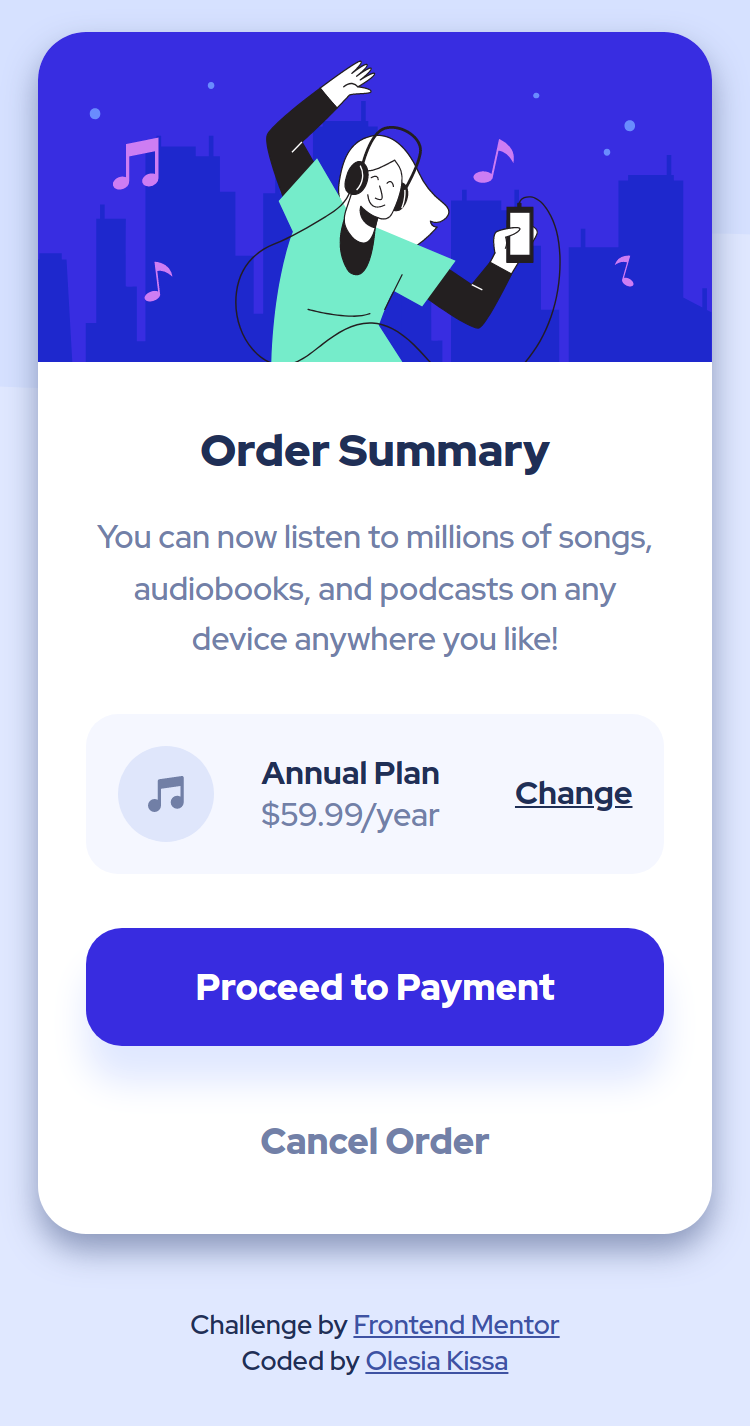 Order Summary
You can now listen to millions of songs,
audiobooks, and podcasts on any
device anywhere you like!
Annual Plan
$59.99/year
Change
Proceed to Payment
Cancel Order
Challenge by Frontend Mentor
Coded by Olesia Kissa